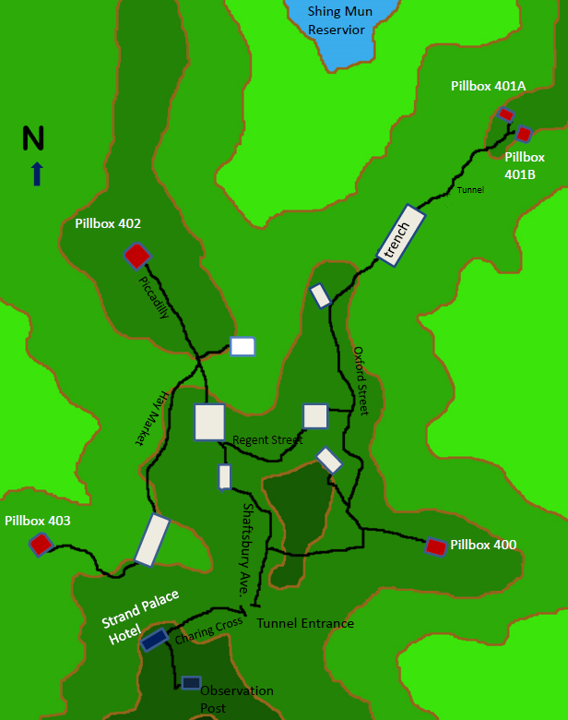 Shing Mun
Reservior
Pillbox 401A
N
Pillbox
401B
Tunnel
Pillbox 402
trench
Piccadilly
Oxford Street
Hay Market
Regent Street
Pillbox 403
Shaftsbury Ave.
Pillbox 400
Strand Palace
Hotel
Charing Cross
Tunnel Entrance
Observation
Post